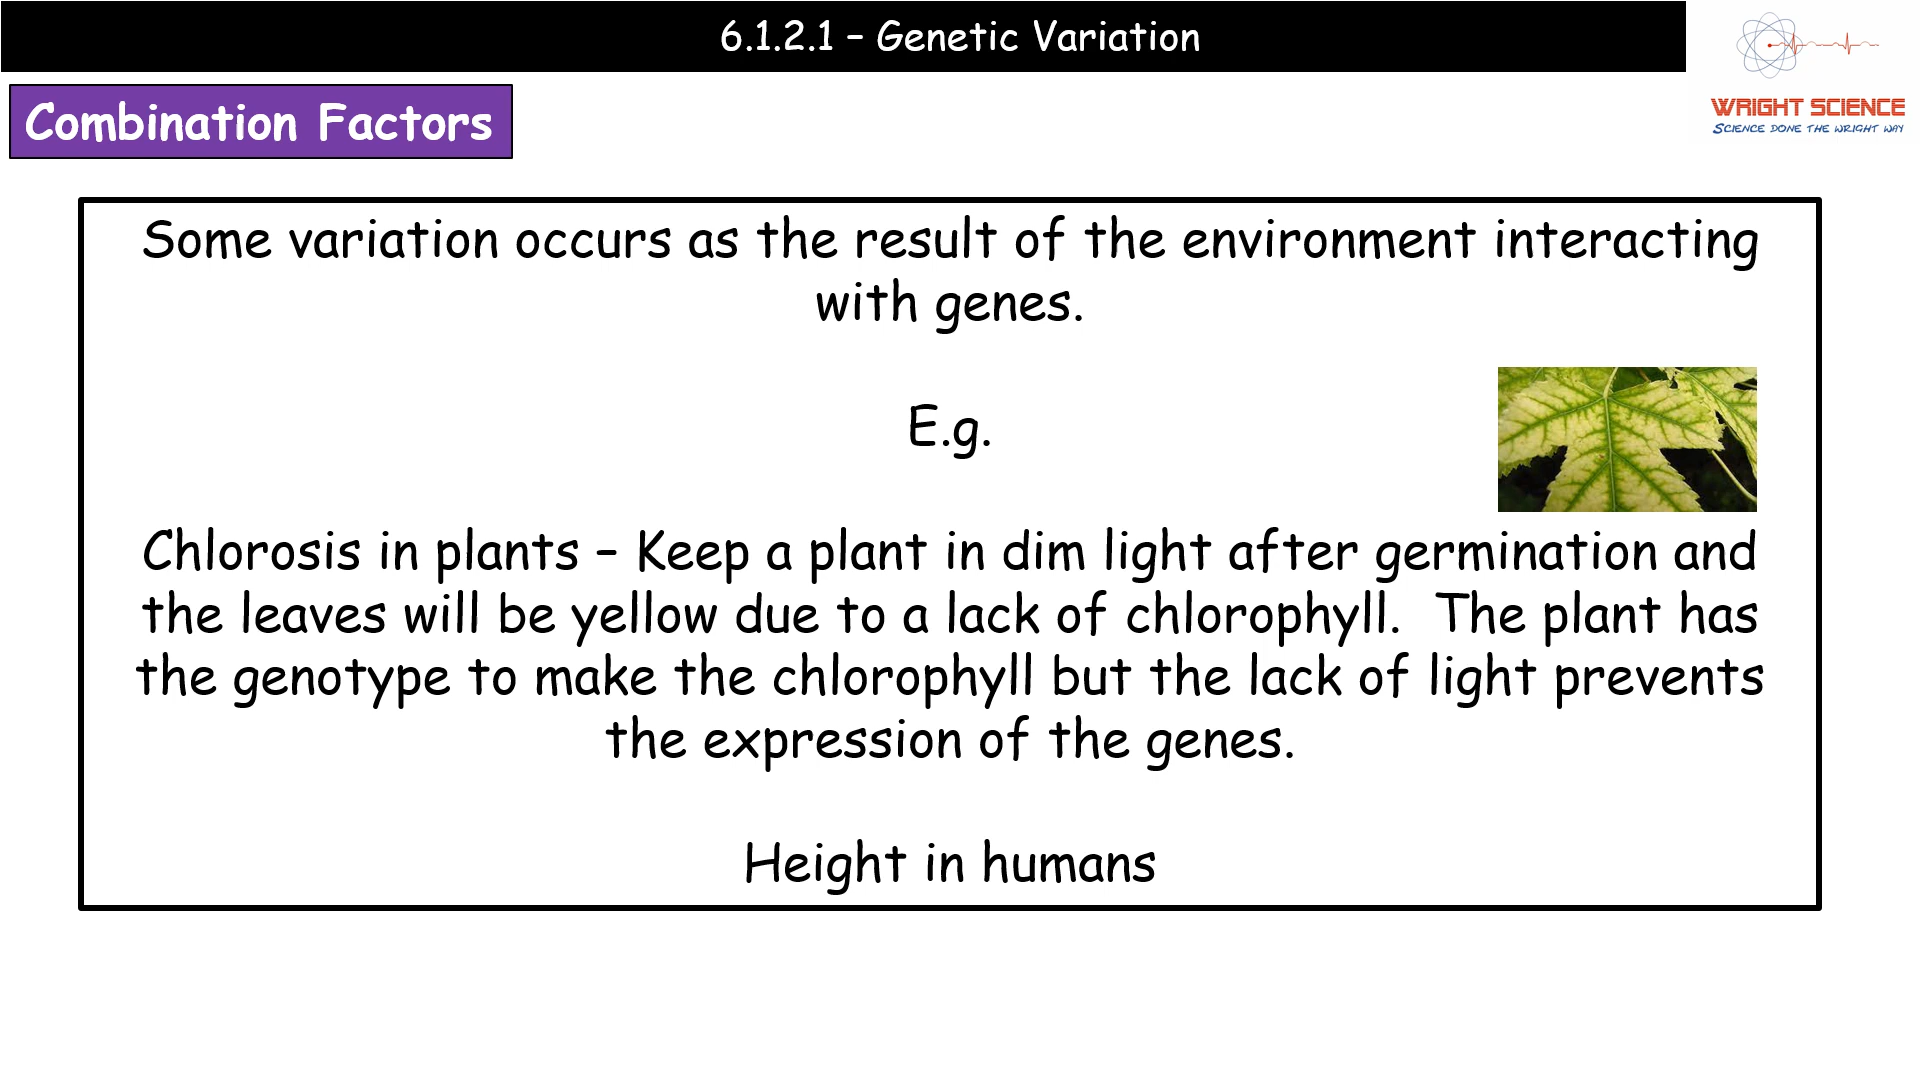 6.1.2.1 – Genetic Variation
WRIGHT SCIENCE
SCIENCE DONE THE WRIGHT WAY
Combination Factors
Some variation occurs as the result of the environment interacting
with genes.
E.g.
Chlorosis in plants – Keep a plant in dim light after germination and
the leaves will be yellow due to a lack of chlorophyll.  The plant has
the genotype to make the chlorophyll but the lack of light prevents
the expression of the genes.
Height in humans